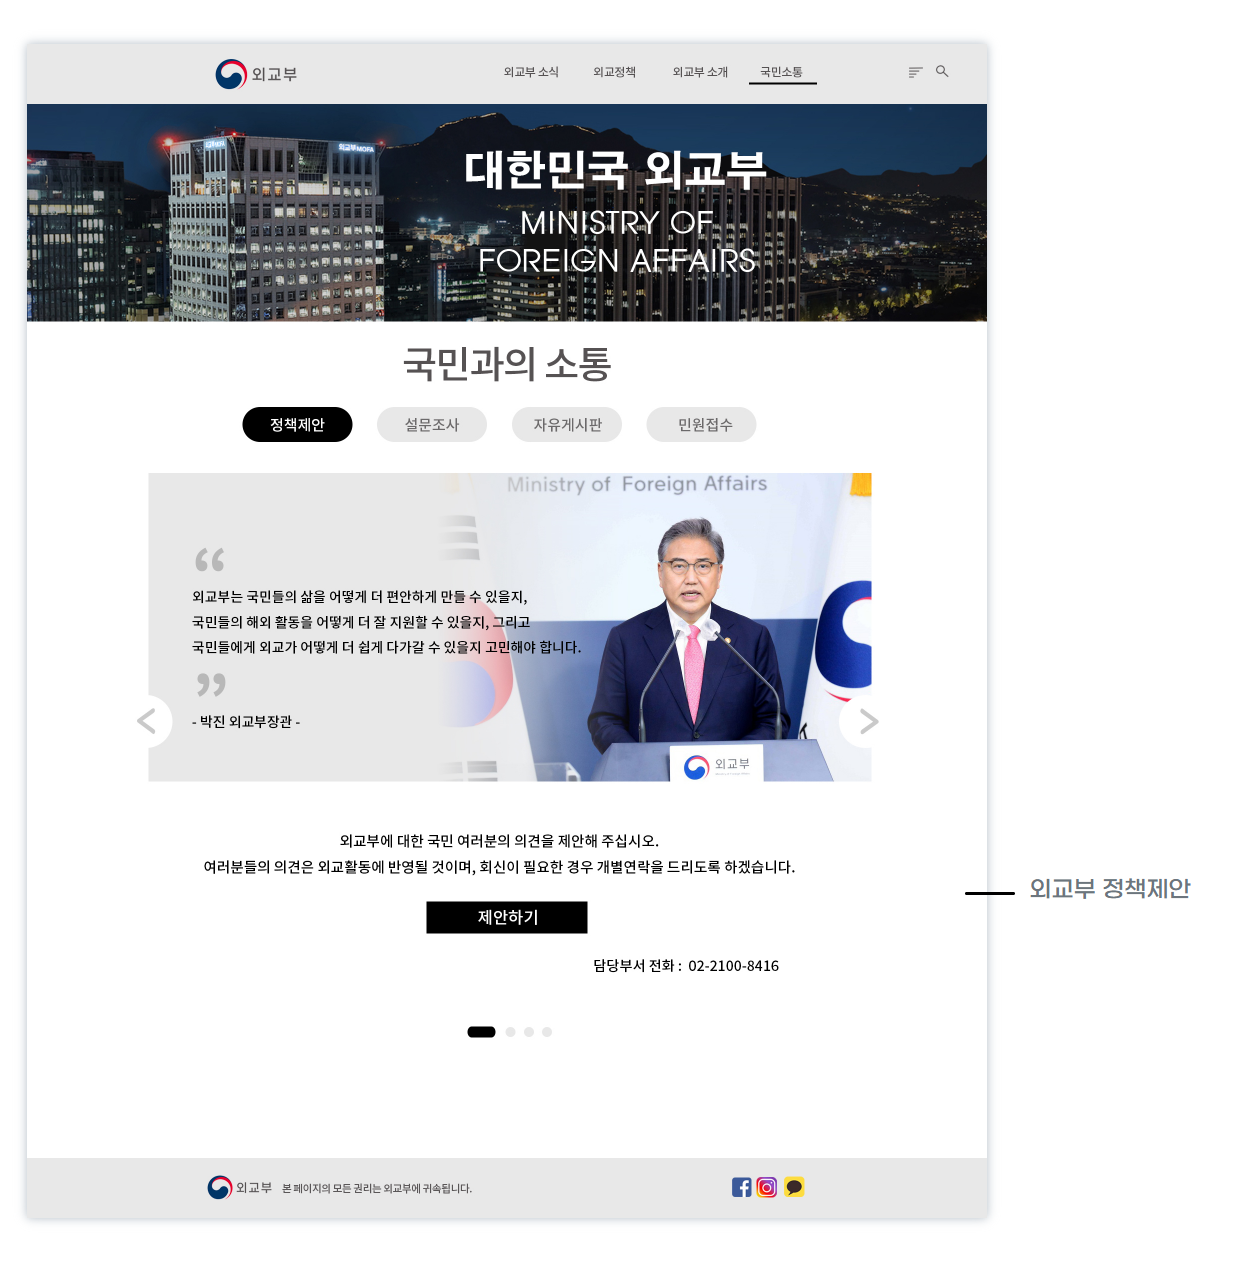 외교부
외교부 소식
외교정책
외교부 소개
국민소통
외교부MOFA
대한민국 외교부
MINISTRY OF
FOREIGN AFFAIRS
국민과의 소통
정책제안
설문조사
자유게시판
민원접수
Ministry of Foreign Affairs
“
외교부는 국민들의 삶을 어떻게 더 편안하게 만들 수 있을지,
국민들의 해외 활동을 어떻게 더 잘 지원할 수 있을지, 그리고
국민들에게 외교가 어떻게 더 쉽게 다가갈 수 있을지 고민해야 합니다.
”
- 박진 외교부장관 -
외교부
외교부에 대한 국민 여러분의 의견을 제안해 주십시오.
여러분들의 의견은 외교활동에 반영될 것이며, 회신이 필요한 경우 개별연락을 드리도록 하겠습니다.
외교부 정책제안
제안하기
담당부서 전화 : 02-2100-8416
외교부
본 페이지의 모든 권리는 외교부에 귀속됩니다.